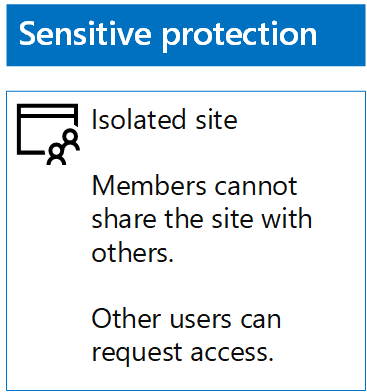 Sensitive protection
Isolated site
Members cannot
share the site with
others.
Other users can
request access.